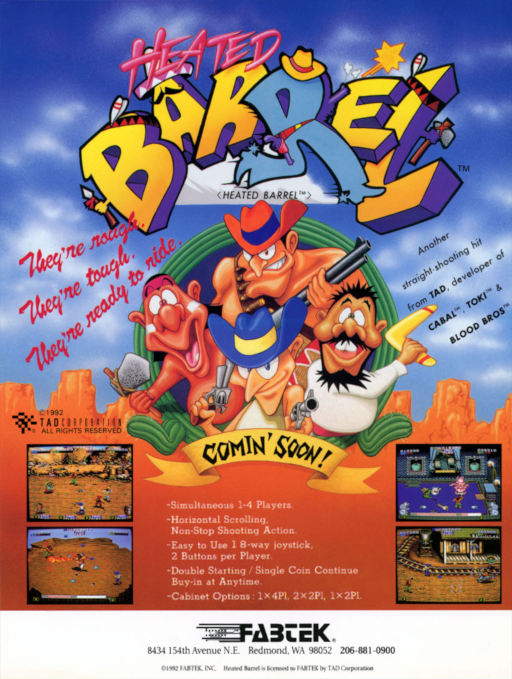 HEATED
BARREL
TM
<HEATED BARREL™>
They're rough.
They're tough.
They're ready to ride.
Another
straight-shooting hit
from TAD, developer of
CABAL™, TOKI™ &
BLOOD BROS™
©1992
TAD CORPORATION
ALL RIGHTS RESERVED
COMIN' SOON!
-Simultaneous 1-4 Players.
-Horizontal Scrolling,
Non-Stop Shooting Action.
-Easy to Use 1 8-way joystick,
2 Buttons per Player.
-Double Starting / Single Coin Continue
Buy-in at Anytime.
-Cabinet Options : 1×4Pl, 2×2Pl, 1×2Pl.
FABTEK®
8434 154th Avenue N.E. Redmond, WA 98052 206-881-0900
©1992 FABTEK, INC. Heated Barrel is licensed to FABTEK by TAD Corporation